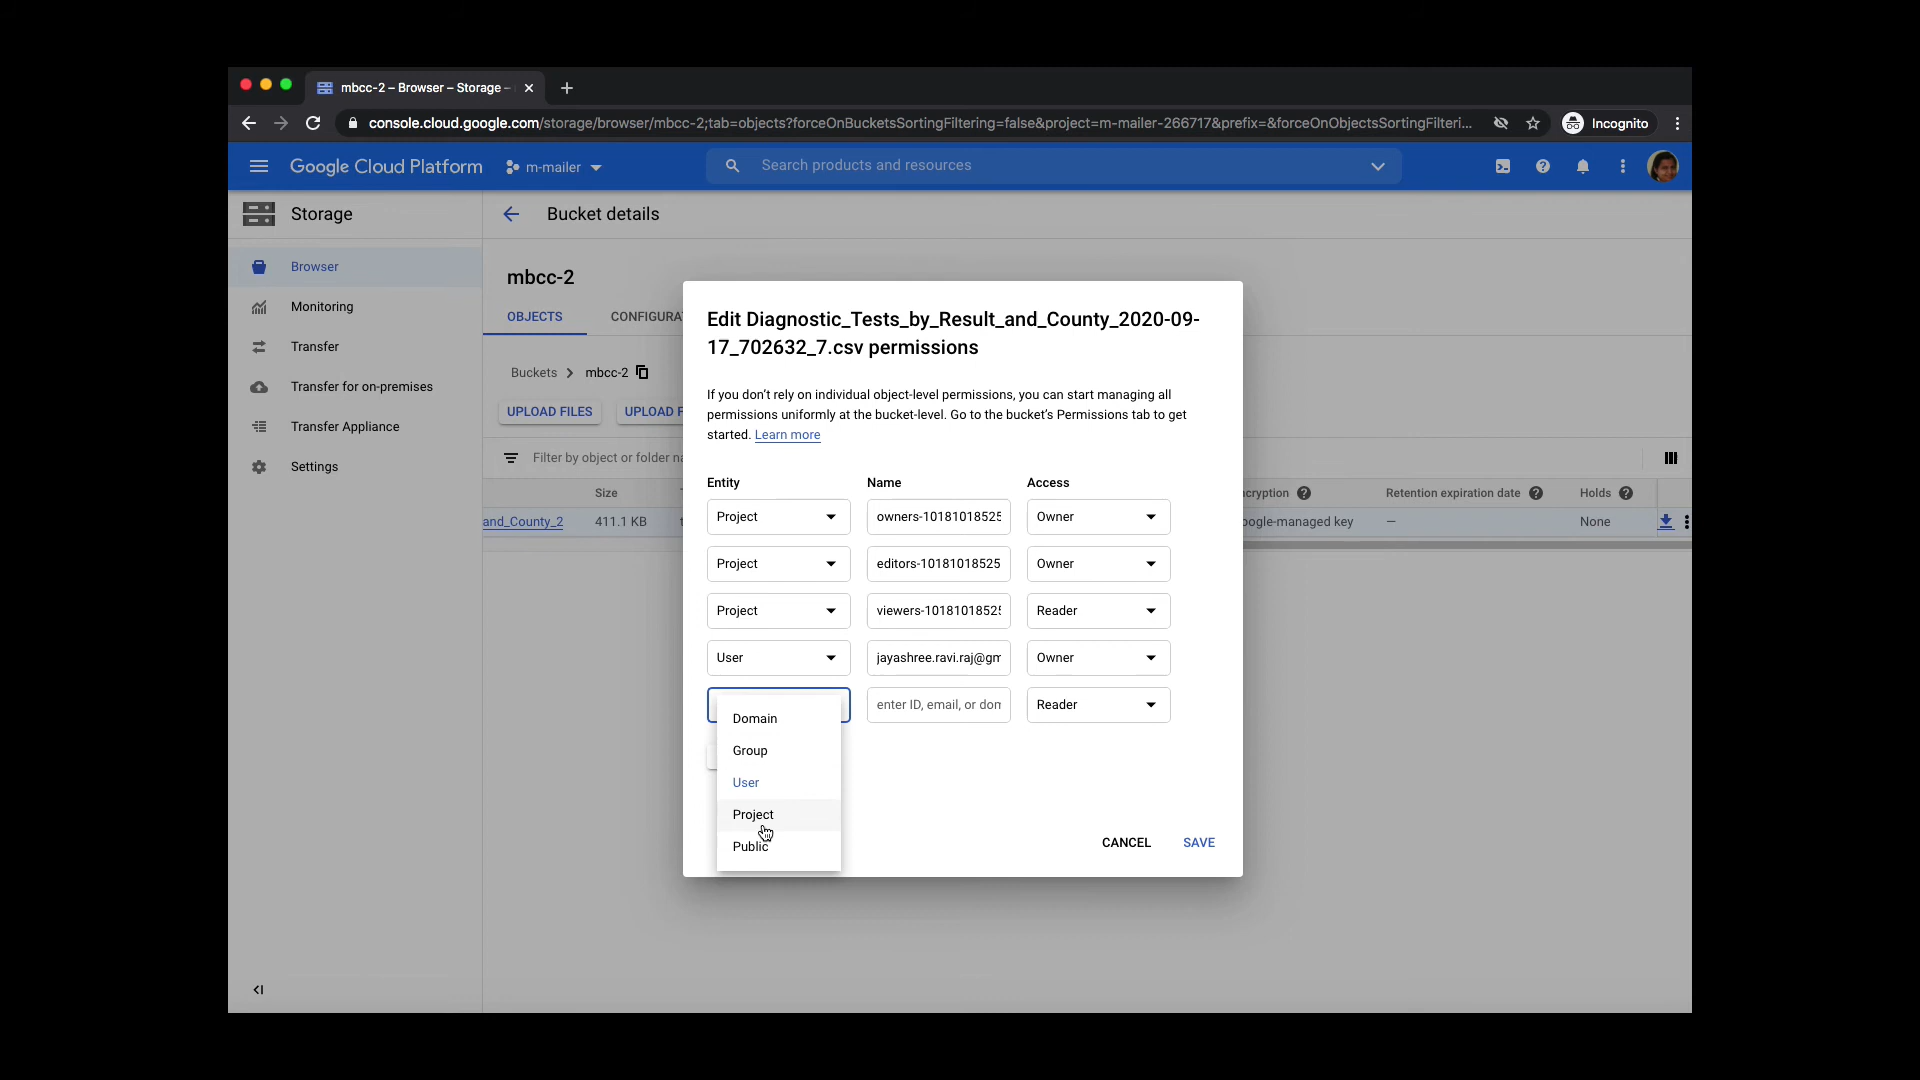 mbcc-2 – Browser – Storage –
console.cloud.google.com/storage/browser/mbcc-2;tab=objects?forceOnBucketsSortingFiltering=false&project=m-mailer-266717&prefix=&forceOnObjectsSortingFilteri...
Incognito
Google Cloud Platform
m-mailer
Search products and resources
Storage
Bucket details
Browser
Monitoring
Transfer
Transfer for on-premises
Transfer Appliance
Settings
mbcc-2
OBJECTS
CONFIGURAT
Buckets
mbcc-2
UPLOAD FILES
UPLOAD F
Filter by object or folder na
Size
cryption
Retention expiration date
Holds
and_County_2
411.1 KB
oogle-managed key
–
None
Edit Diagnostic_Tests_by_Result_and_County_2020-09-
17_702632_7.csv permissions
If you don't rely on individual object-level permissions, you can start managing all
permissions uniformly at the bucket-level. Go to the bucket's Permissions tab to get
started. Learn more
Entity Name Access
Project owners-10181018525 Owner
Project editors-10181018525 Owner
Project viewers-10181018525 Reader
User jayashree.ravi.raj@gm Owner
enter ID, email, or dom Reader
Domain
Group
User
Project
Public
CANCEL SAVE